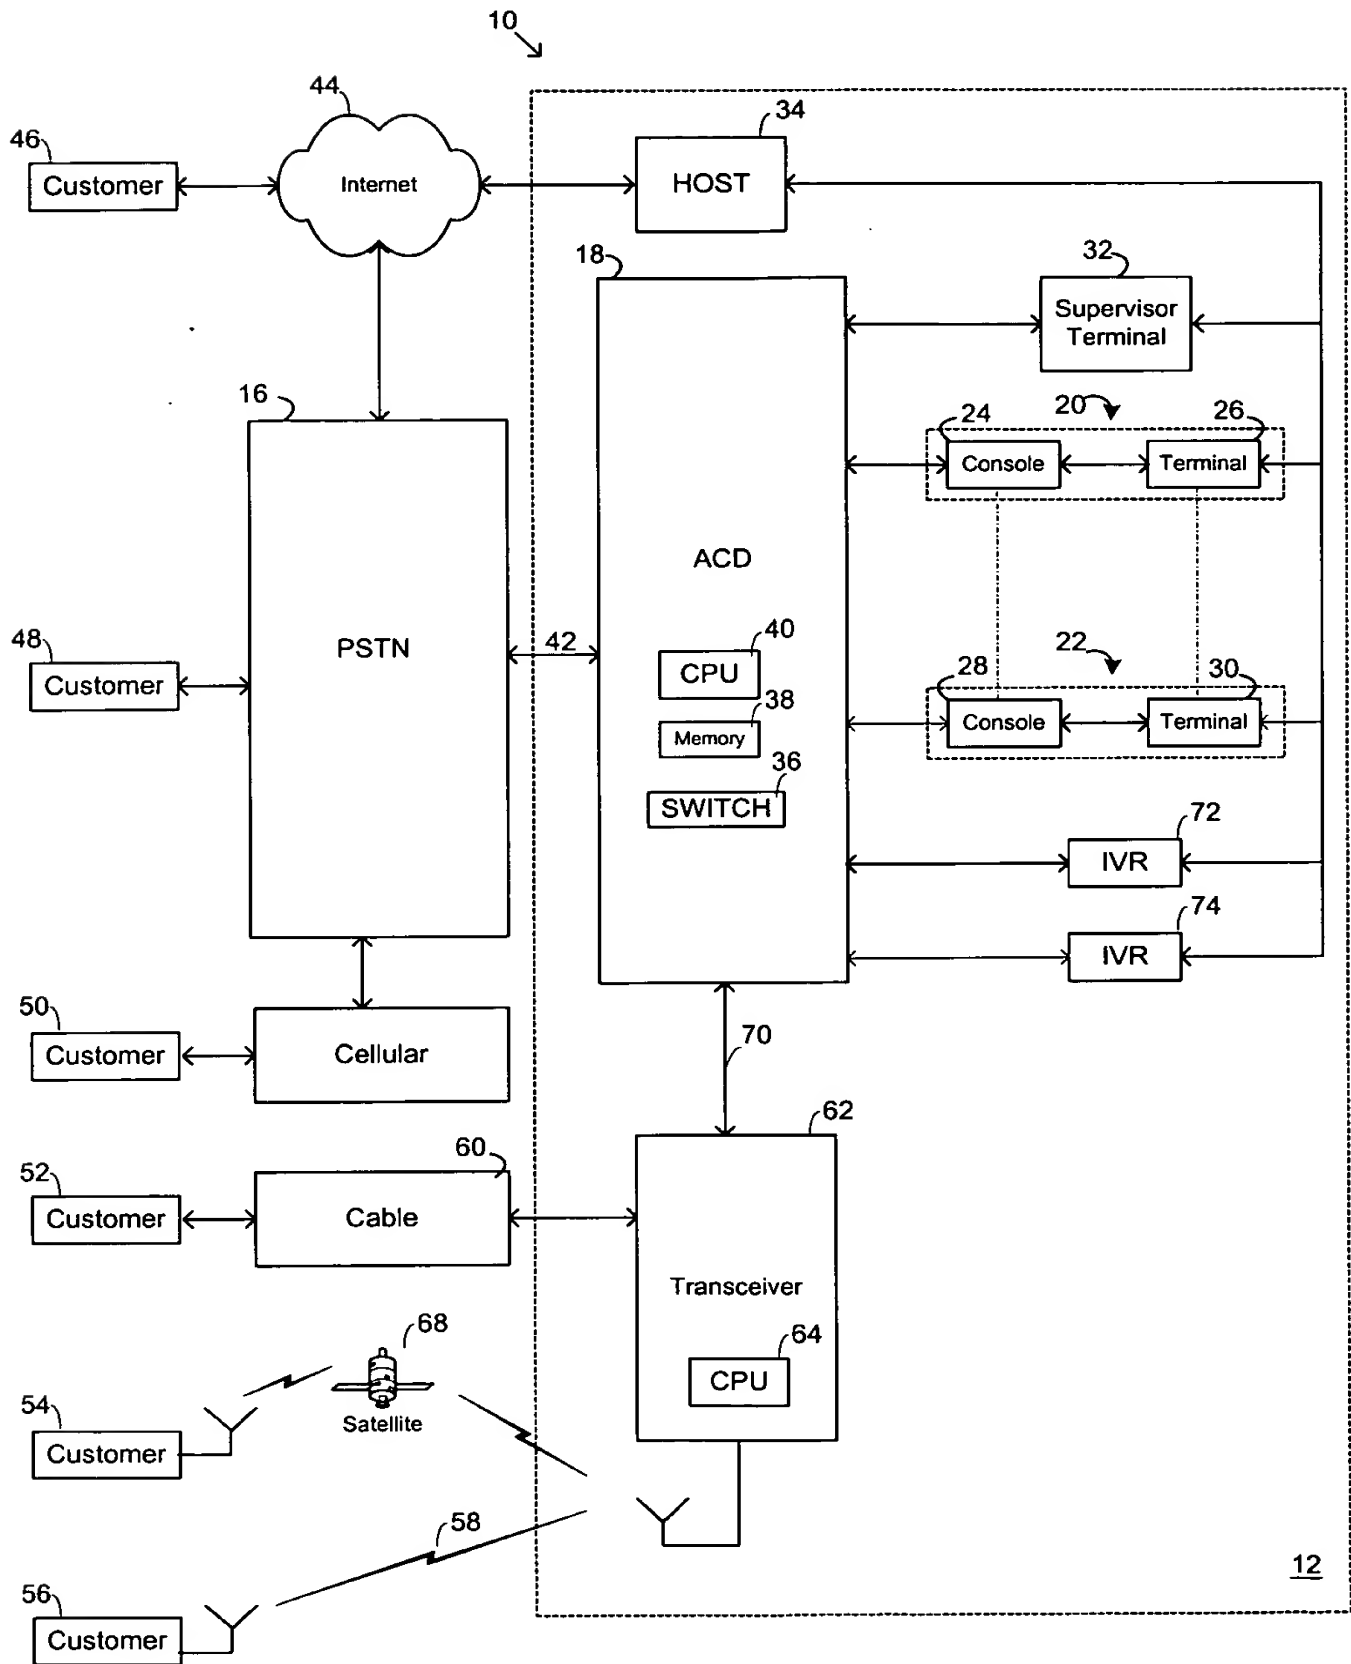 10
44
34
46
Customer
Internet
HOST
18
32
Supervisor
Terminal
16
24
20
26
Console
Terminal
ACD
PSTN
42
40
CPU
48
Customer
38
Memory
28
22
30
Console
Terminal
36
SWITCH
72
IVR
74
IVR
50
Customer
Cellular
70
62
52
Customer
60
Cable
Transceiver
64
CPU
68
Satellite
54
Customer
58
56
Customer
12